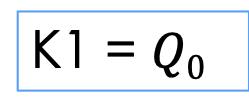 K1 = Q₀